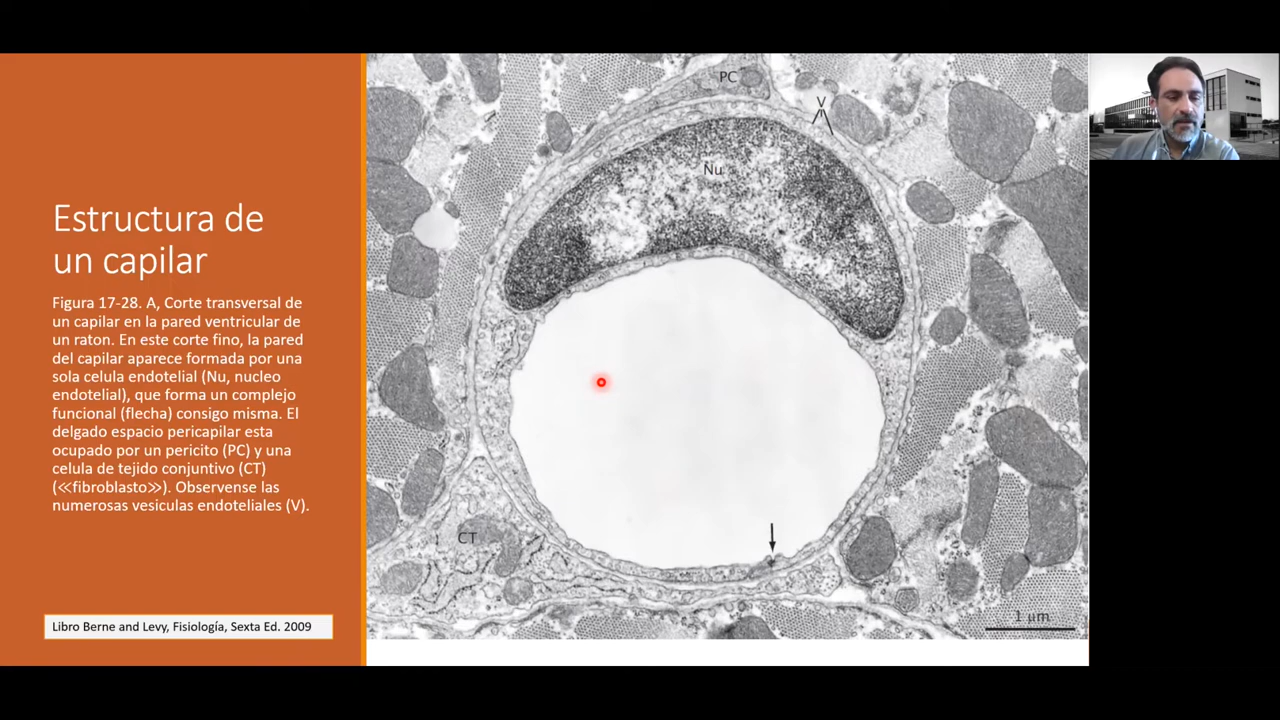 Estructura de
un capilar
Figura 17-28. A, Corte transversal de
un capilar en la pared ventricular de
un raton. En este corte fino, la pared
del capilar aparece formada por una
sola celula endotelial (Nu, nucleo
endotelial), que forma un complejo
funcional (flecha) consigo misma. El
delgado espacio pericapilar esta
ocupado por un pericito (PC) y una
celula de tejido conjuntivo (CT)
(≪fibroblasto≫). Observense las
numerosas vesiculas endoteliales (V).
Libro Berne and Levy, Fisiología, Sexta Ed. 2009
PC
V
Nu
CT
1 µm